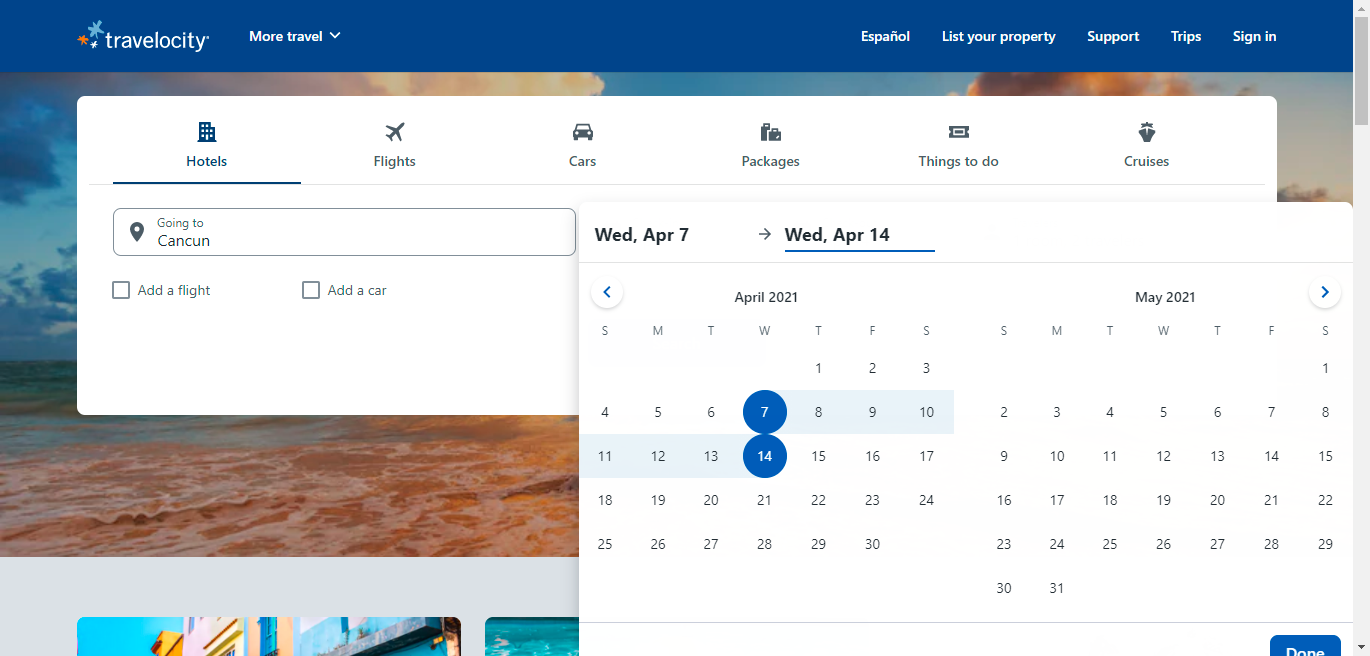 travelocity
More travel
Español
List your property
Support
Trips
Sign in
Hotels
Flights
Cars
Packages
Things to do
Cruises
Going to
Cancun
Add a flight
Add a car
Wed, Apr 7
Wed, Apr 14
April 2021
S M T W T F S
1 2 3
4 5 6 7 8 9 10
11 12 13 14 15 16 17
18 19 20 21 22 23 24
25 26 27 28 29 30
May 2021
S M T W T F S
1
2 3 4 5 6 7 8
9 10 11 12 13 14 15
16 17 18 19 20 21 22
23 24 25 26 27 28 29
30 31
Done